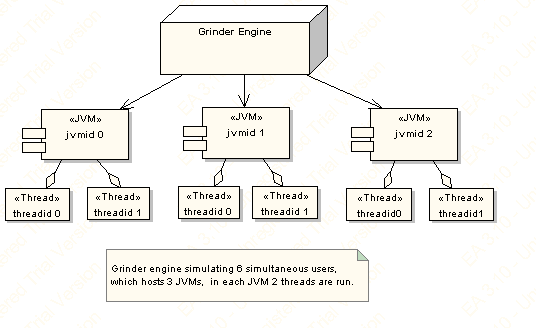 Grinder Engine
«JVM»
jvmid 0
«JVM»
jvmid 1
«JVM»
jvmid 2
«Thread»
threadid 0
«Thread»
threadid 1
«Thread»
threadid 0
«Thread»
threadid 1
«Thread»
threadid0
«Thread»
threadid1
Grinder engine simulating 6 simultaneous users,
which hosts 3 JVMs, in each JVM 2 threads are run.